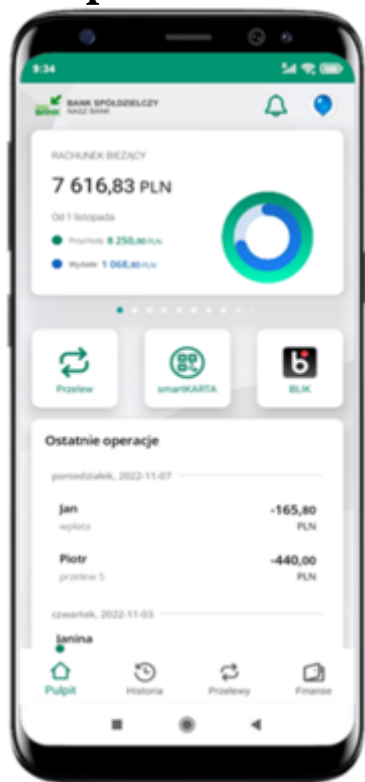 9:34
BANK SPÓŁDZIELCZY
NASZ BANK
RACHUNEK BIEŻĄCY
7 616,83 PLN
Od 1 listopada
Przychody 8 250,00 PLN
Wydatki 1 068,80 PLN
Przelew
smartKARTA
BLIK
Ostatnie operacje
poniedziałek, 2022-11-07
Jan -165,80
wpłata PLN
Piotr -440,00
przelew 5 PLN
czwartek, 2022-11-03
Janina
Pulpit
Historia
Przelewy
Finanse